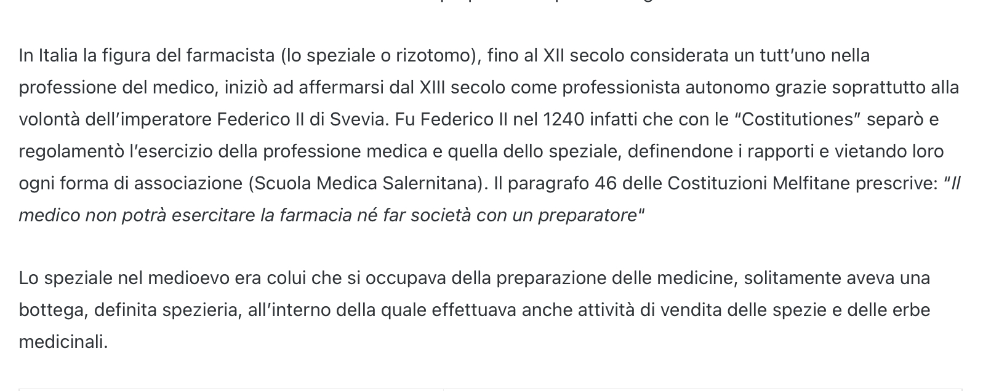 In Italia la figura del farmacista (lo speziale o rizotomo), fino al XII secolo considerata un tutt’uno nella
professione del medico, iniziò ad affermarsi dal XIII secolo come professionista autonomo grazie soprattutto alla
volontà dell’imperatore Federico II di Svevia. Fu Federico II nel 1240 infatti che con le “Costitutiones” separò e
regolamentò l’esercizio della professione medica e quella dello speziale, definendone i rapporti e vietando loro
ogni forma di associazione (Scuola Medica Salernitana). Il paragrafo 46 delle Costituzioni Melfitane prescrive: “Il
medico non potrà esercitare la farmacia né far società con un preparatore“
Lo speziale nel medioevo era colui che si occupava della preparazione delle medicine, solitamente aveva una
bottega, definita spezieria, all’interno della quale effettuava anche attività di vendita delle spezie e delle erbe
medicinali.